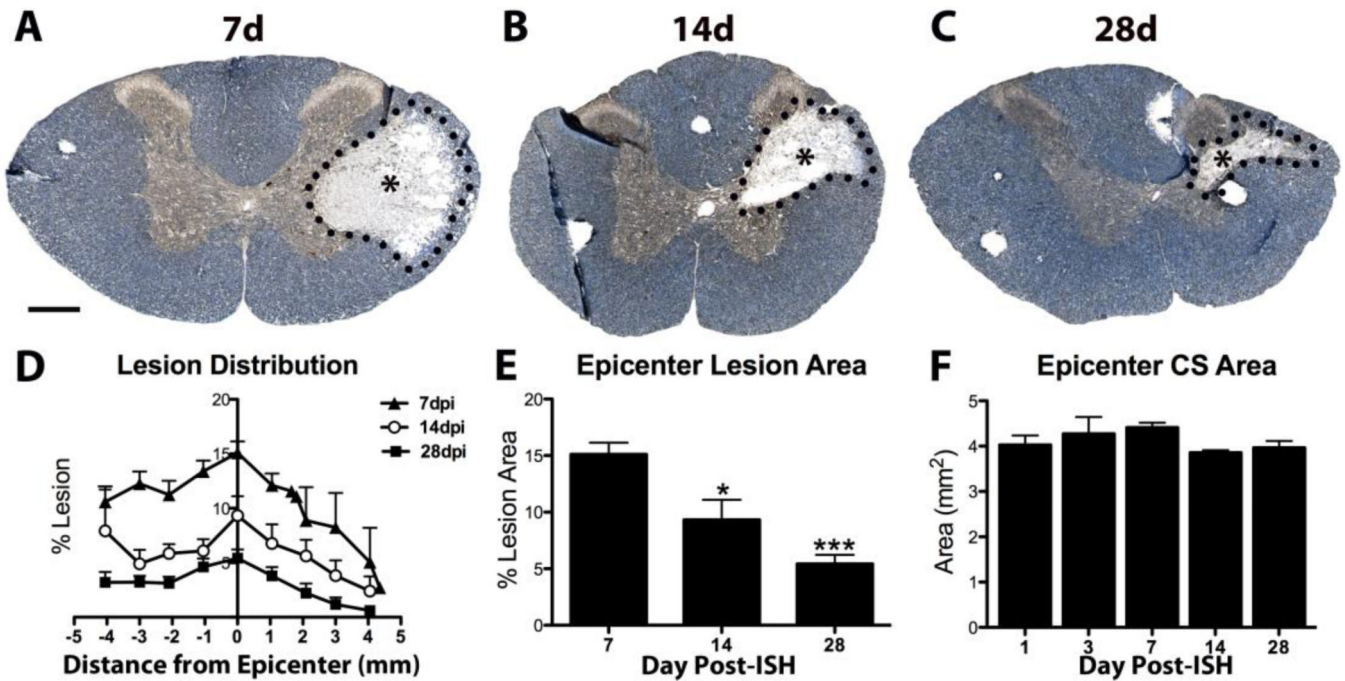 A 7d B 14d C 28d
* * *
D Lesion Distribution
% Lesion
20
15
10
5
7dpi
14dpi
28dpi
-5 -4 -3 -2 -1 0 1 2 3 4 5
Distance from Epicenter (mm)
E Epicenter Lesion Area
% Lesion Area
20
15
10
5
0
*
***
7 14 28
Day Post-ISH
F Epicenter CS Area
Area (mm²)
5
4
3
2
1
0
1 3 7 14 28
Day Post-ISH